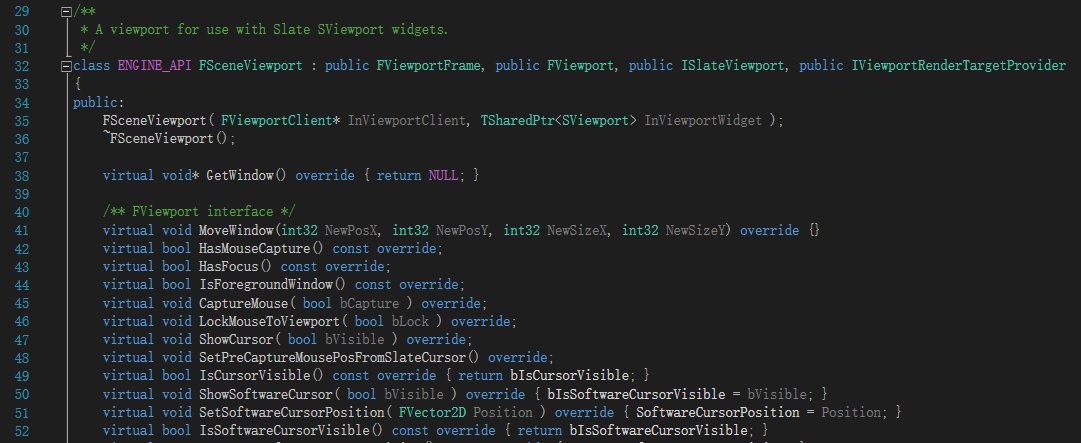 29 /**
30  * A viewport for use with Slate SViewport widgets.
31  */
32 class ENGINE_API FSceneViewport : public FViewportFrame, public FViewport, public ISlateViewport, public IViewportRenderTargetProvider
33 {
34 public:
35     FSceneViewport( FViewportClient* InViewportClient, TSharedPtr<SViewport> InViewportWidget );
36     ~FSceneViewport();
37
38     virtual void* GetWindow() override { return NULL; }
39
40     /** FViewport interface */
41     virtual void MoveWindow(int32 NewPosX, int32 NewPosY, int32 NewSizeX, int32 NewSizeY) override {}
42     virtual bool HasMouseCapture() const override;
43     virtual bool HasFocus() const override;
44     virtual bool IsForegroundWindow() const override;
45     virtual void CaptureMouse( bool bCapture ) override;
46     virtual void LockMouseToViewport( bool bLock ) override;
47     virtual void ShowCursor( bool bVisible ) override;
48     virtual void SetPreCaptureMousePosFromSlateCursor() override;
49     virtual bool IsCursorVisible() const override { return bIsCursorVisible; }
50     virtual void ShowSoftwareCursor( bool bVisible ) override { bIsSoftwareCursorVisible = bVisible; }
51     virtual void SetSoftwareCursorPosition( FVector2D Position ) override { SoftwareCursorPosition = Position; }
52     virtual bool IsSoftwareCursorVisible() const override { return bIsSoftwareCursorVisible; }